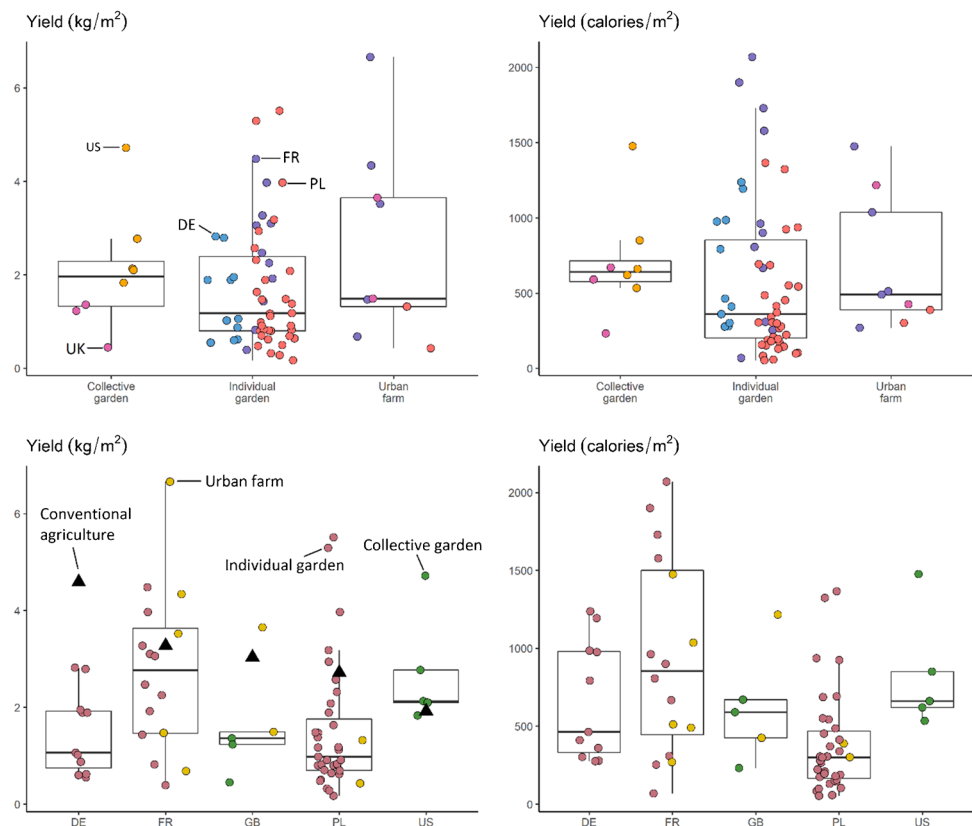 Yield (kg/m²)
6
4
2
0
US
UK
DE
FR
PL
Collective
garden
Individual
garden
Urban
farm
Yield (calories/m²)
2000
1500
1000
500
0
Collective
garden
Individual
garden
Urban
farm
Yield (kg/m²)
6
4
2
0
Conventional
agriculture
Urban farm
Individual garden
Collective garden
DE
FR
GB
PL
US
Yield (calories/m²)
2000
1500
1000
500
0
DE
FR
GB
PL
US